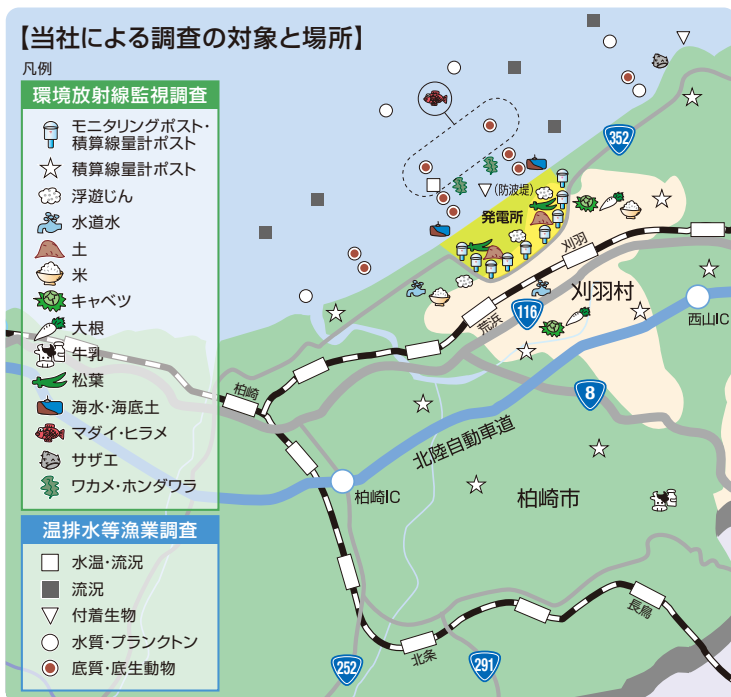 【当社による調査の対象と場所】
凡例
環境放射線監視調査
モニタリングポスト・
積算線量計ポスト
積算線量計ポスト
浮遊じん
水道水
土
米
キャベツ
大根
牛乳
松葉
海水・海底土
マダイ・ヒラメ
サザエ
ワカメ・ホンダワラ
温排水等漁業調査
水温・流況
流況
付着生物
水質・プランクトン
底質・底生動物
352
(防波堤)
発電所
刈羽
刈羽村
116
荒浜
西山IC
柏崎
8
北陸自動車道
柏崎IC
柏崎市
長鳥
北条
252
291